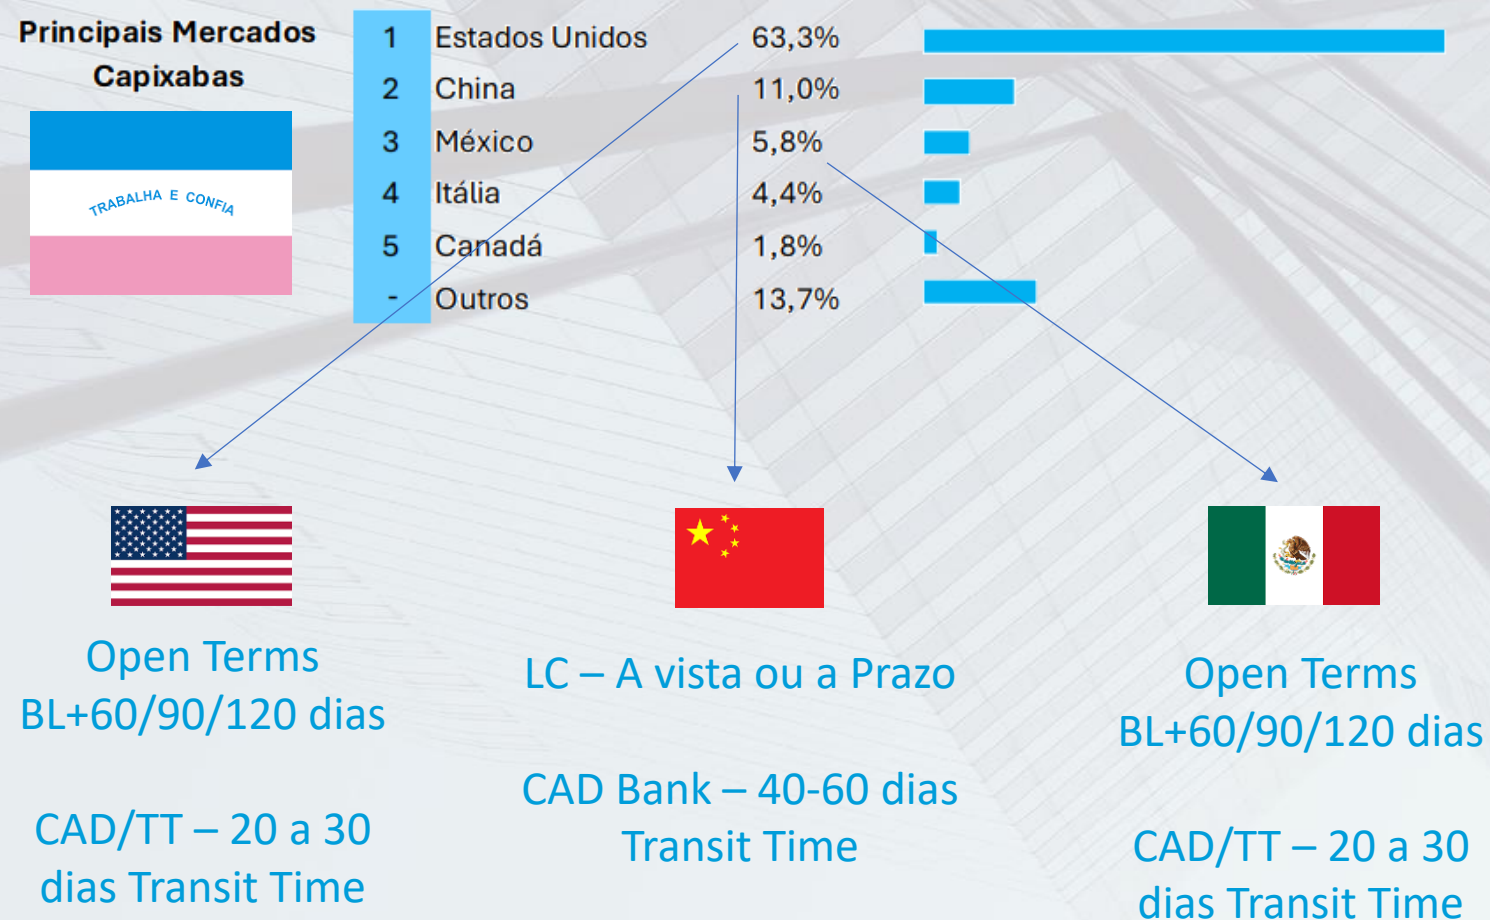 Principais Mercados
Capixabas
TRABALHA E CONFIA
1 Estados Unidos 63,3%
2 China 11,0%
3 México 5,8%
4 Itália 4,4%
5 Canadá 1,8%
- Outros 13,7%
Open Terms
BL+60/90/120 dias
CAD/TT – 20 a 30
dias Transit Time
LC – A vista ou a Prazo
CAD Bank – 40-60 dias
Transit Time
Open Terms
BL+60/90/120 dias
CAD/TT – 20 a 30
dias Transit Time